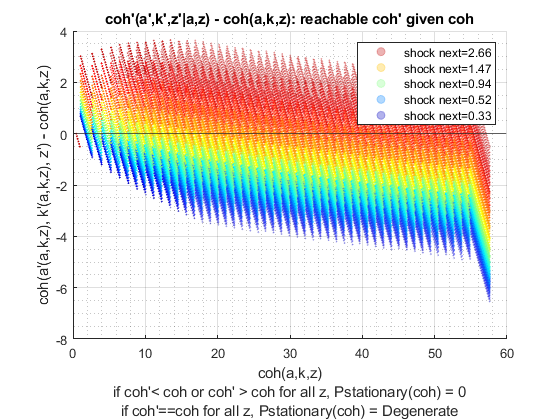 coh'(a',k',z'|a,z) - coh(a,k,z): reachable coh' given coh
4
2
0
-2
-4
-6
-8
coh(a'(a,k,z), k'(a,k,z), z') - coh(a,k,z)
shock next=2.66
shock next=1.47
shock next=0.94
shock next=0.52
shock next=0.33
0 10 20 30 40 50 60
coh(a,k,z)
if coh'< coh or coh' > coh for all z, Pstationary(coh) = 0
if coh'==coh for all z, Pstationary(coh) = Degenerate